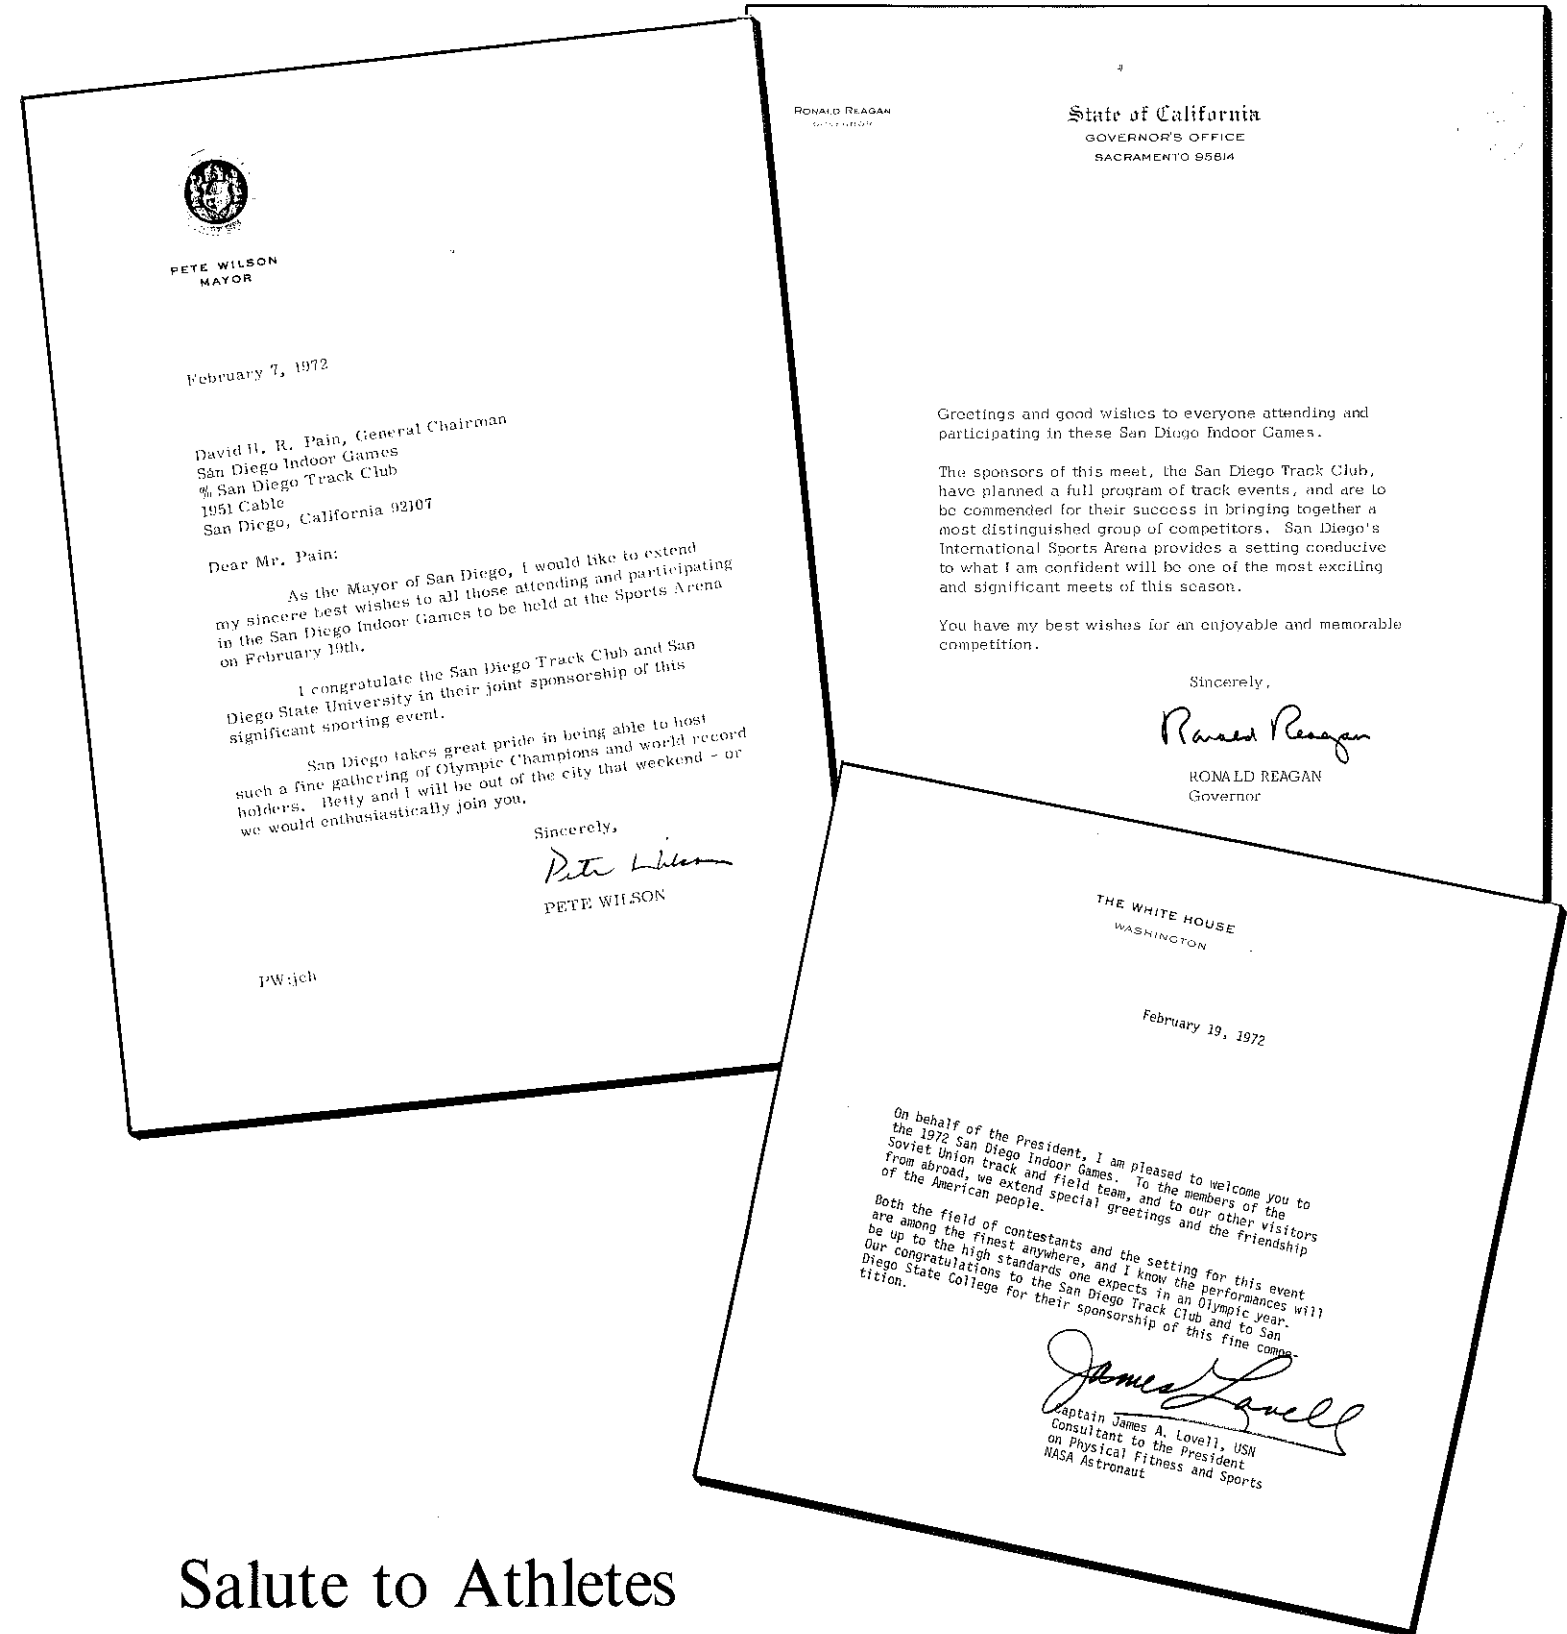 PETE WILSON
MAYOR
February 7, 1972
David H. R. Pain, General Chairman
San Diego Indoor Games
% San Diego Track Club
1951 Cable
San Diego, California 92107
Dear Mr. Pain:
As the Mayor of San Diego, I would like to extend
my sincere best wishes to all those attending and participating
in the San Diego Indoor Games to be held at the Sports Arena
on February 19th.
I congratulate the San Diego Track Club and San
Diego State University in their joint sponsorship of this
significant sporting event.
San Diego takes great pride in being able to host
such a fine gathering of Olympic Champions and world record
holders. Betty and I will be out of the city that weekend - or
we would enthusiastically join you.
Sincerely,
Pete Wilson
PETE WILSON
PW:jch
RONALD REAGAN
GOVERNOR
State of California
GOVERNOR'S OFFICE
SACRAMENTO 95814
Greetings and good wishes to everyone attending and
participating in these San Diego Indoor Games.
The sponsors of this meet, the San Diego Track Club,
have planned a full program of track events, and are to
be commended for their success in bringing together a
most distinguished group of competitors. San Diego's
International Sports Arena provides a setting conducive
to what I am confident will be one of the most exciting
and significant meets of this season.
You have my best wishes for an enjoyable and memorable
competition.
Sincerely,
Ronald Reagan
RONALD REAGAN
Governor
THE WHITE HOUSE
WASHINGTON
February 19, 1972
On behalf of the President, I am pleased to welcome you to
the 1972 San Diego Indoor Games. To the members of the
Soviet Union track and field team, and to our other visitors
from abroad, we extend special greetings and the friendship
of the American people.
Both the field of contestants and the setting for this event
are among the finest anywhere, and I know the performances will
be up to the high standards one expects in an Olympic year.
Our congratulations to the San Diego Track Club and to San
Diego State College for their sponsorship of this fine compe-
tition.
James Lovell
Captain James A. Lovell, USN
Consultant to the President
on Physical Fitness and Sports
NASA Astronaut
Salute to Athletes